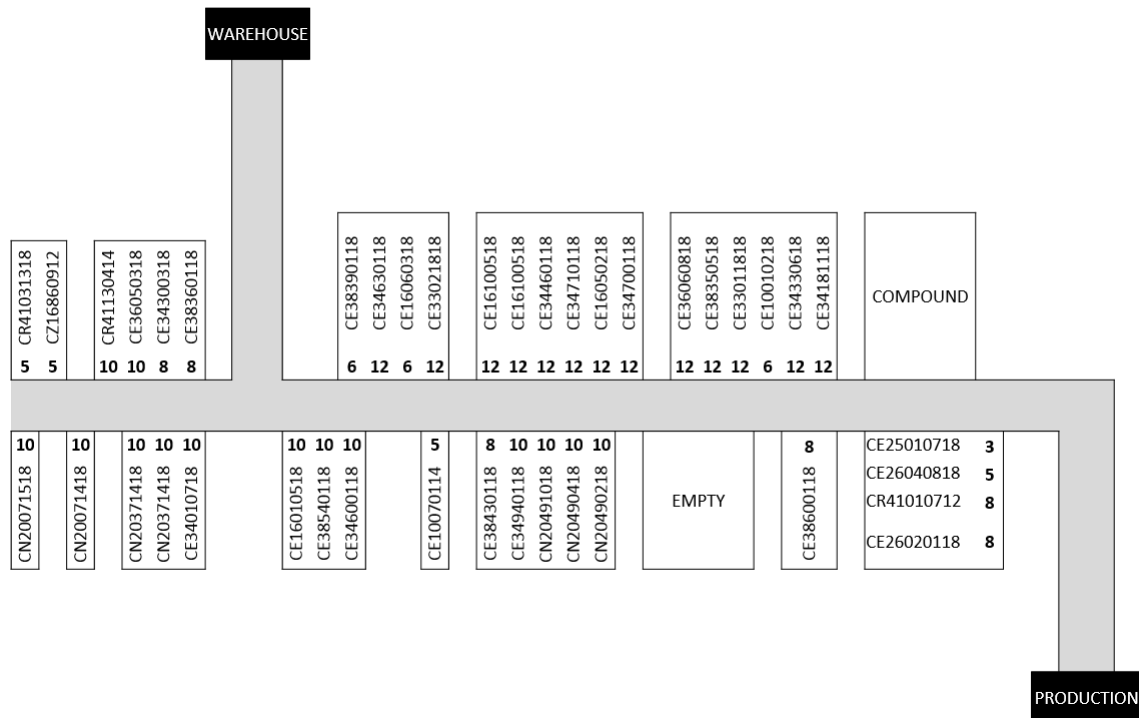 WAREHOUSE
CR41031318
CZ16860912
CR41130414
CE36050318
CE34300318
CE38360118
CE38390118
CE34630118
CE16060318
CE33021818
CE16100518
CE16100518
CE34460118
CE34710118
CE16050218
CE34700118
CE36060818
CE38350518
CE33011818
CE10010218
CE34330618
CE34181118
COMPOUND
5 5 10 10 8 8 6 12 6 12 12 12 12 12 12 12 12 12 12 6 12 12
10 10 10 10 10 10 10 10 5 8 10 10 10 10 8
CN20071518
CN20071418
CN20371418
CN20371418
CE34010718
CE16010518
CE38540118
CE34600118
CE10070114
CE38430118
CE34940118
CN20491018
CN20490418
CN20490218
EMPTY
CE38600118
CE25010718 3
CE26040818 5
CR41010712 8
CE26020118 8
PRODUCTION